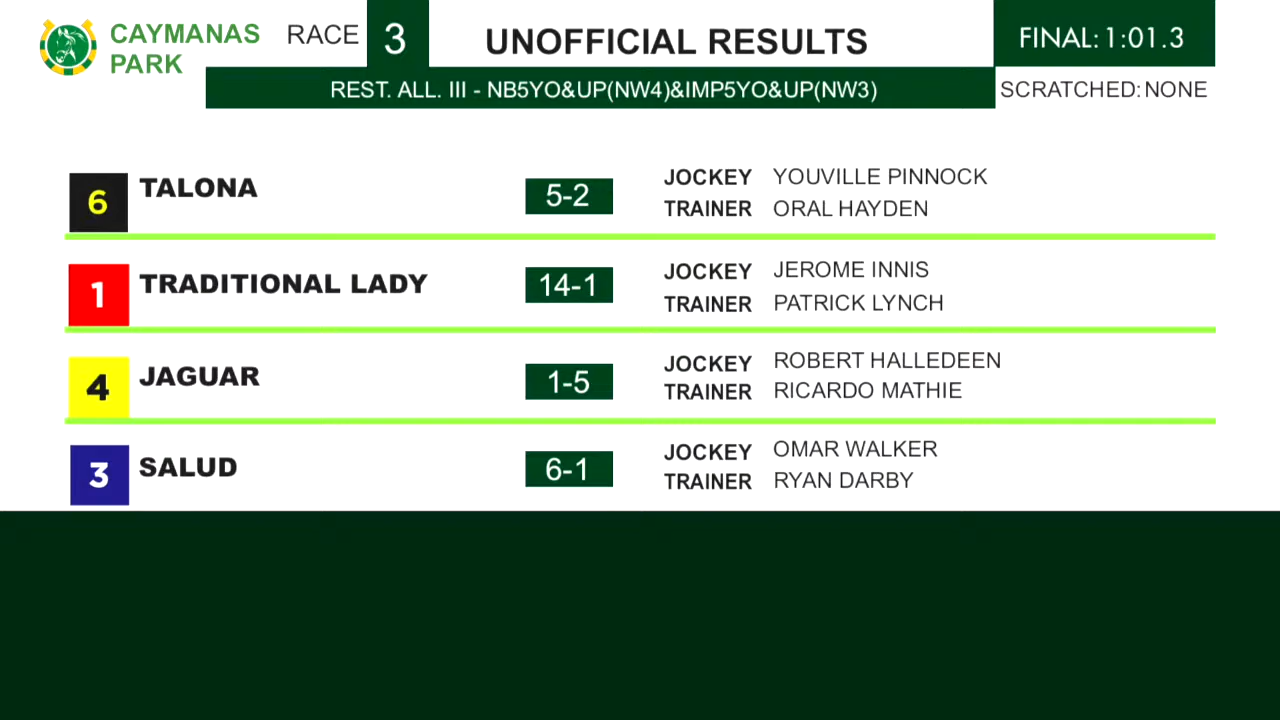 CAYMANAS
PARK
RACE 3
UNOFFICIAL RESULTS
FINAL: 1:01.3
REST. ALL. III - NB5YO&UP(NW4)&IMP5YO&UP(NW3)
SCRATCHED: NONE
6 TALONA 5-2 JOCKEY YOUVILLE PINNOCK
TRAINER ORAL HAYDEN
1 TRADITIONAL LADY 14-1 JOCKEY JEROME INNIS
TRAINER PATRICK LYNCH
4 JAGUAR 1-5 JOCKEY ROBERT HALLEDEEN
TRAINER RICARDO MATHIE
3 SALUD 6-1 JOCKEY OMAR WALKER
TRAINER RYAN DARBY